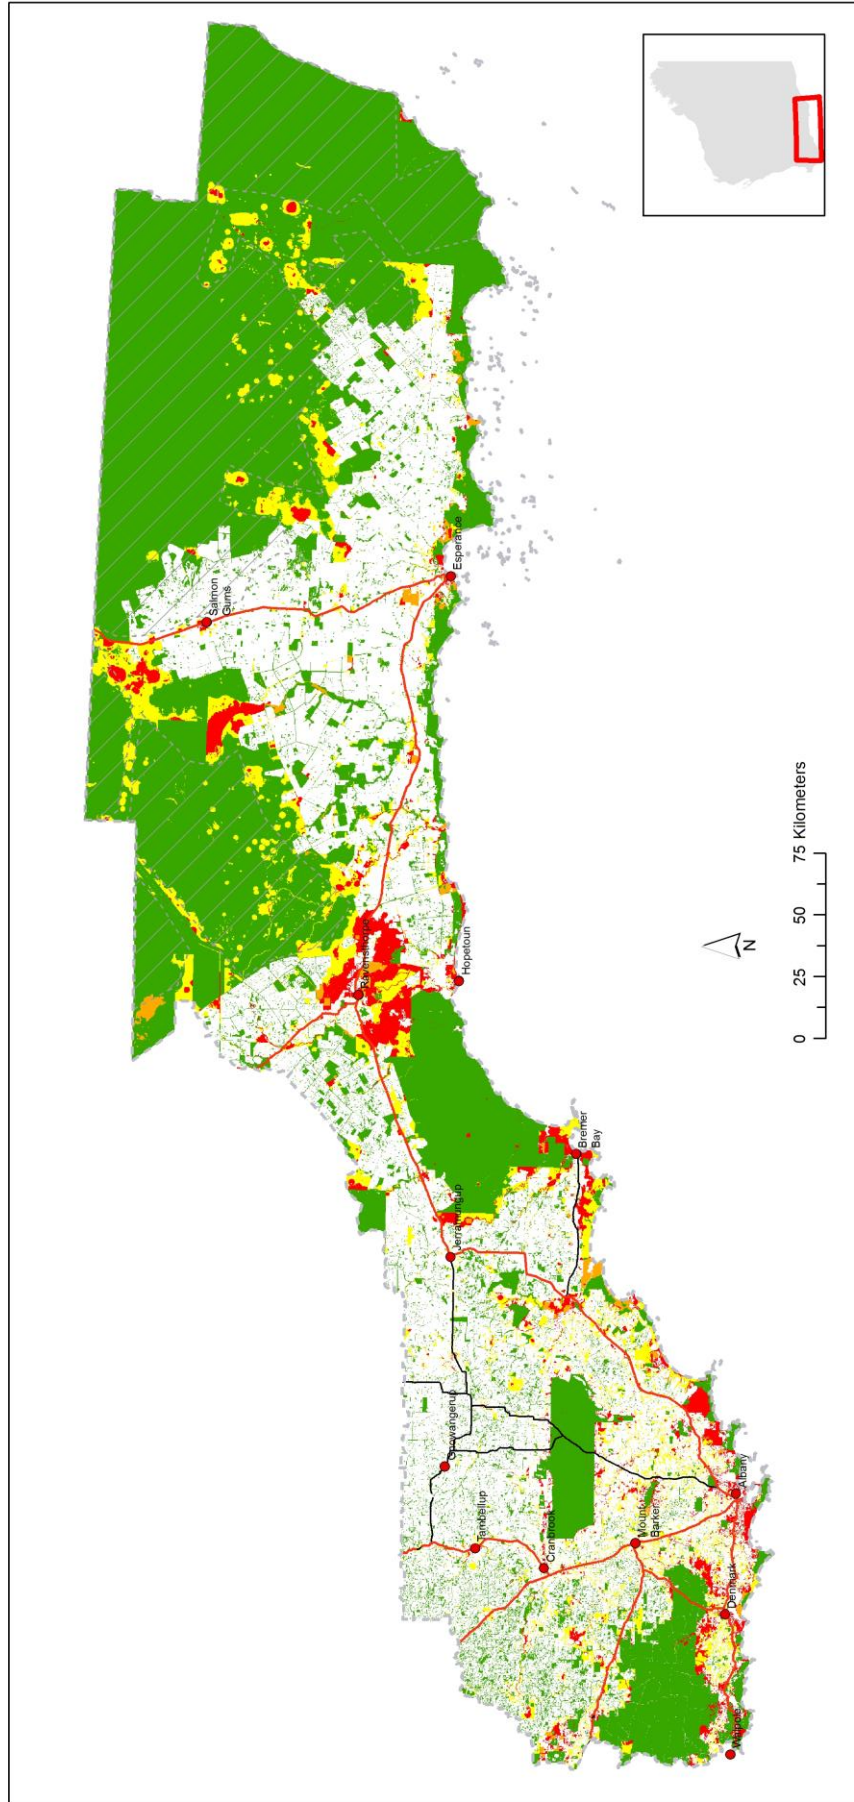 Salmon
Gums
Esperance
Ravensthorpe
Hopetoun
Jerramungup
Bremer
Bay
Gnowangerup
Tambellup
Cranbrook
Mount
Barker
Albany
Denmark
Walpole
N
0 25 50 75 Kilometers